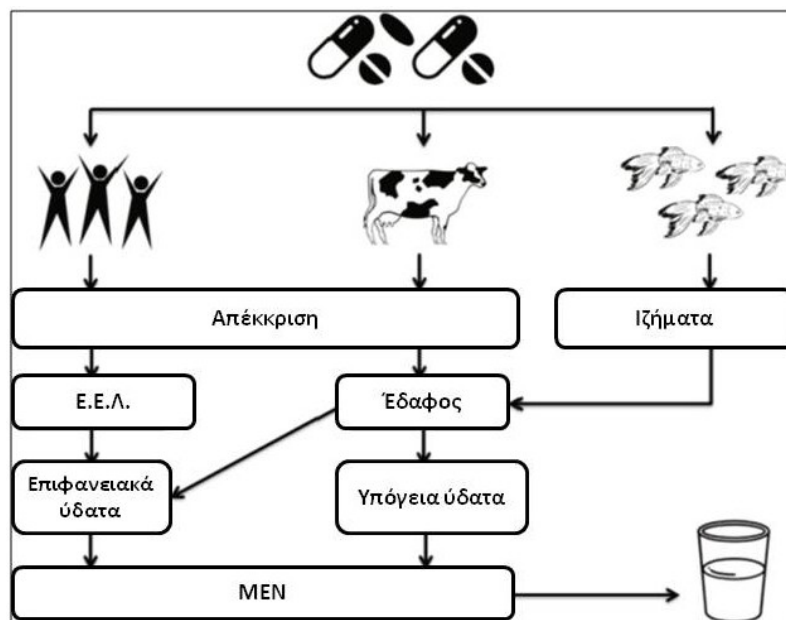 Απέκκριση
Ιζήματα
Ε.Ε.Λ.
Έδαφος
Επιφανειακά
ύδατα
Υπόγεια ύδατα
ΜΕΝ